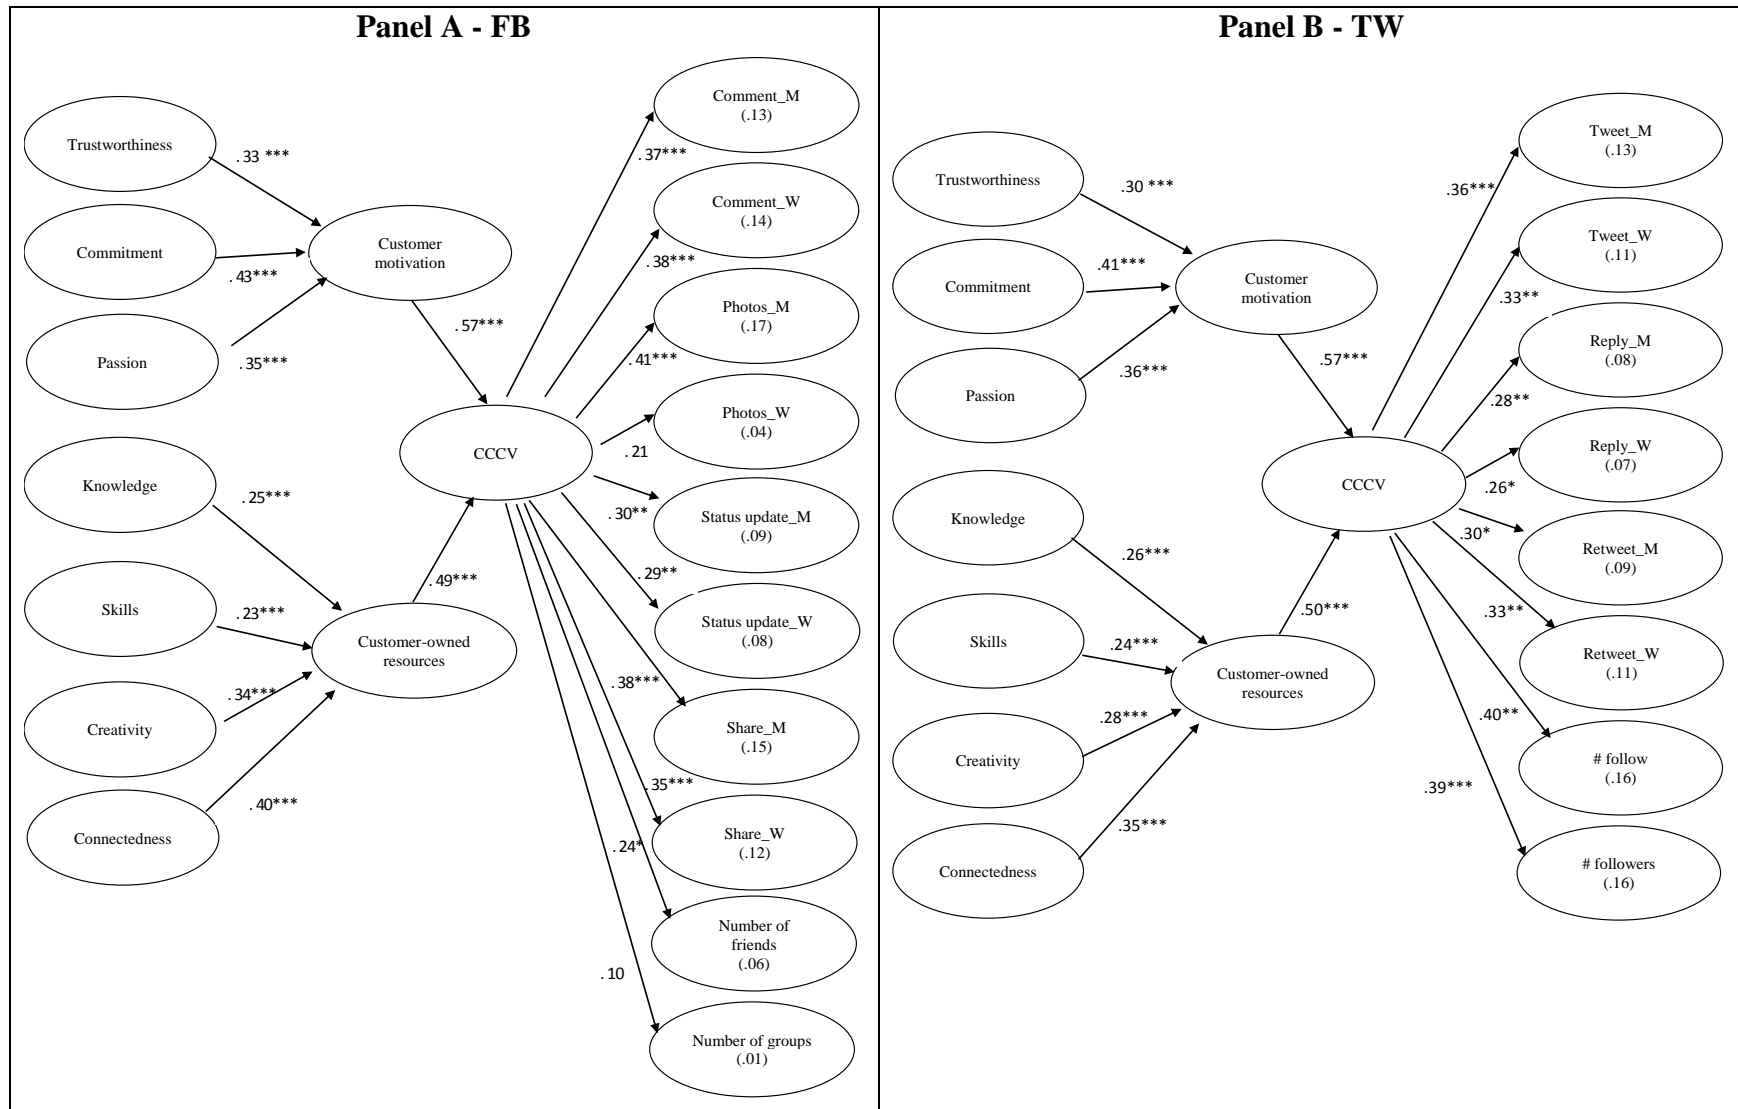 Panel A - FB
Trustworthiness
Commitment
Passion
Knowledge
Skills
Creativity
Connectedness
.33 ***
.43***
.35***
.25***
.23***
.34***
.40***
Customer
motivation
Customer-owned
resources
.57***
.49***
CCCV
.37***
.38***
.41***
.21
.30**
.29**
.38***
.35***
.24*
.10
Comment_M
(.13)
Comment_W
(.14)
Photos_M
(.17)
Photos_W
(.04)
Status update_M
(.09)
Status update_W
(.08)
Share_M
(.15)
Share_W
(.12)
Number of
friends
(.06)
Number of groups
(.01)
Panel B - TW
Trustworthiness
Commitment
Passion
Knowledge
Skills
Creativity
Connectedness
.30 ***
.41***
.36***
.26***
.24***
.28***
.35***
Customer
motivation
Customer-owned
resources
.57***
.50***
CCCV
.36***
.33**
.28**
.26*
.30*
.33**
.40**
.39***
Tweet_M
(.13)
Tweet_W
(.11)
Reply_M
(.08)
Reply_W
(.07)
Retweet_M
(.09)
Retweet_W
(.11)
# follow
(.16)
# followers
(.16)